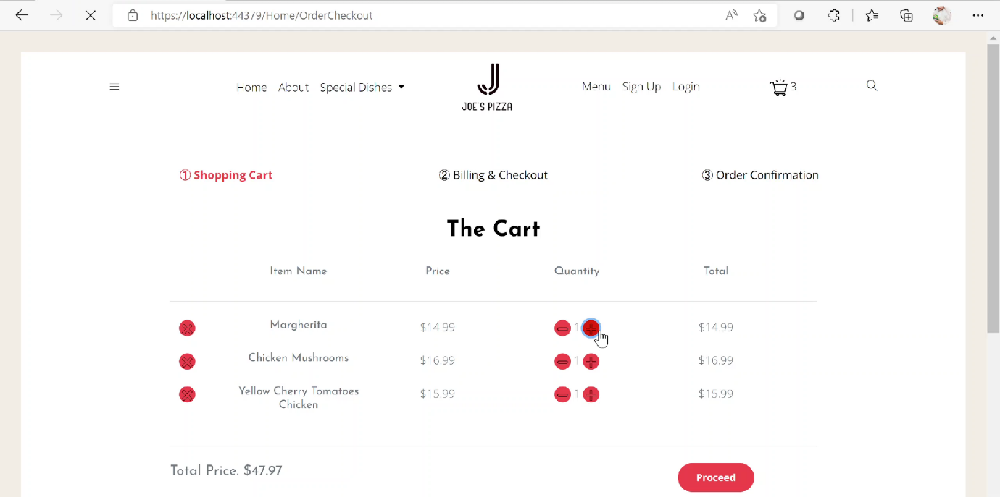 https://localhost:44379/Home/OrderCheckout
Home About Special Dishes
JOE'S PIZZA
Menu Sign Up Login
3
① Shopping Cart
② Billing & Checkout
③ Order Confirmation
The Cart
Item Name Price Quantity Total
Margherita $14.99 1 $14.99
Chicken Mushrooms $16.99 1 $16.99
Yellow Cherry Tomatoes
Chicken
$15.99 1 $15.99
Total Price. $47.97
Proceed